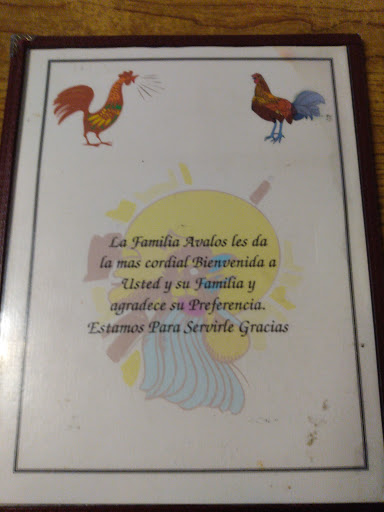 La Familia Avalos les da
la mas cordial Bienvenida a
Usted y su Familia y
agradece su Preferencia.
Estamos Para Servirle Gracias